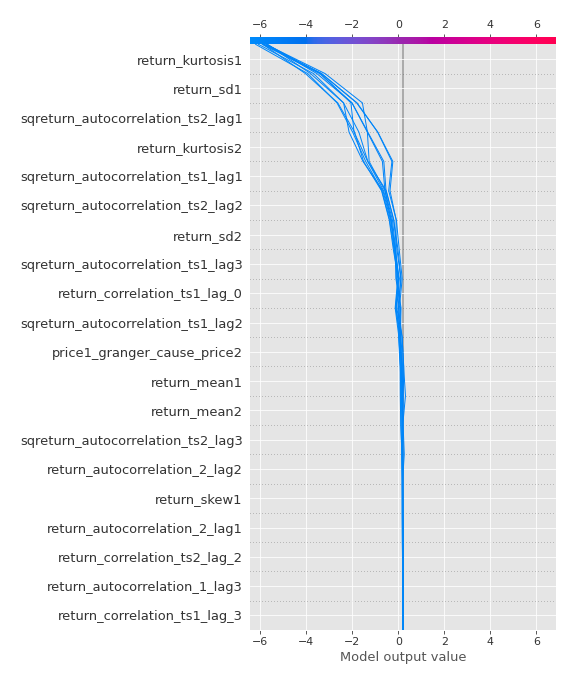 −6 −4 −2 0 2 4 6
return_kurtosis1
return_sd1
sqreturn_autocorrelation_ts2_lag1
return_kurtosis2
sqreturn_autocorrelation_ts1_lag1
sqreturn_autocorrelation_ts2_lag2
return_sd2
sqreturn_autocorrelation_ts1_lag3
return_correlation_ts1_lag_0
sqreturn_autocorrelation_ts1_lag2
price1_granger_cause_price2
return_mean1
return_mean2
sqreturn_autocorrelation_ts2_lag3
return_autocorrelation_2_lag2
return_skew1
return_autocorrelation_2_lag1
return_correlation_ts2_lag_2
return_autocorrelation_1_lag3
return_correlation_ts1_lag_3
−6 −4 −2 0 2 4 6
Model output value